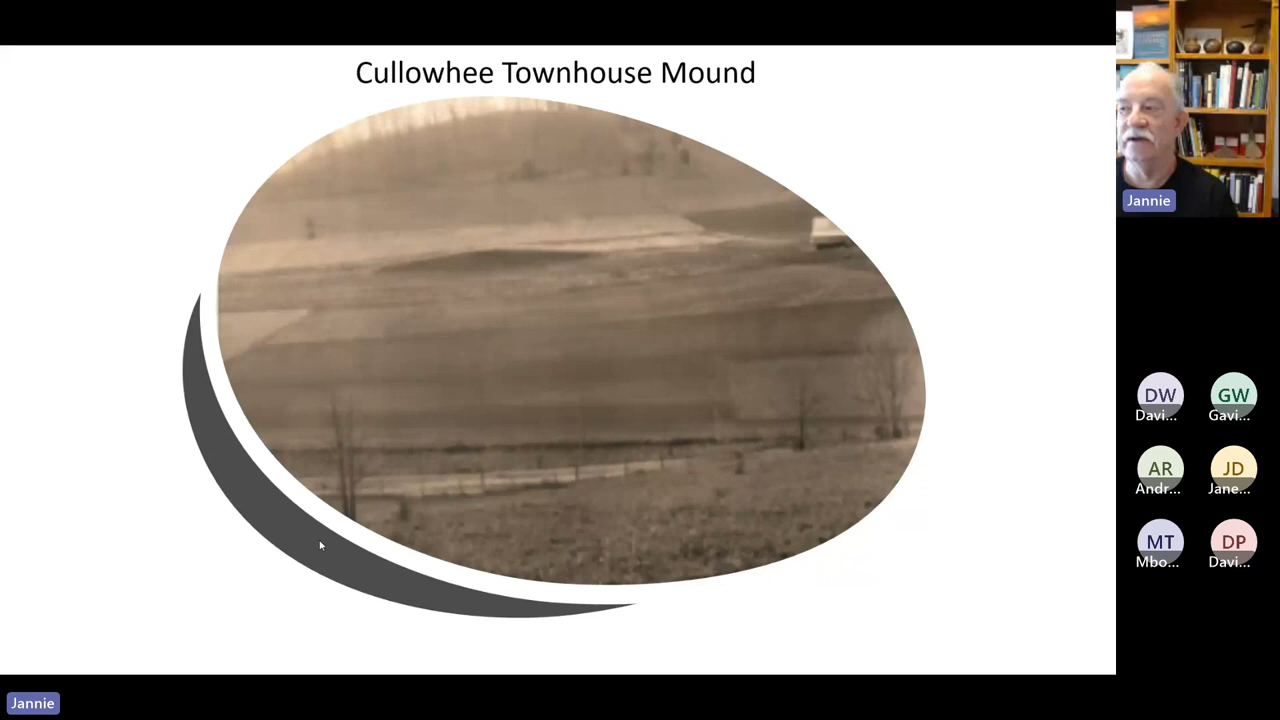 Cullowhee Townhouse Mound
Jannie
DW
GW
Davi...
Gavi...
AR
JD
Andr...
Jane...
MT
DP
Mbo...
Davi...
Jannie